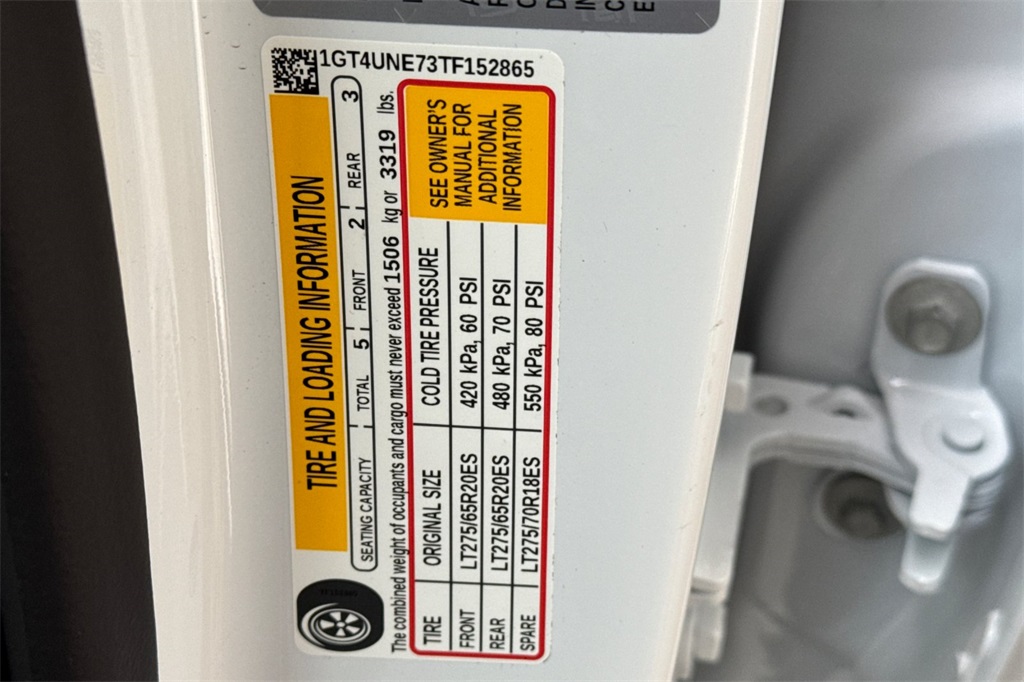 1GT4UNE73TF152865
TIRE AND LOADING INFORMATION
SEATING CAPACITY TOTAL 5 FRONT 2 REAR 3
The combined weight of occupants and cargo must never exceed 1506 kg or 3319 lbs.
TIRE ORIGINAL SIZE COLD TIRE PRESSURE
FRONT LT275/65R20ES 420 kPa, 60 PSI
REAR LT275/65R20ES 480 kPa, 70 PSI
SPARE LT275/70R18ES 550 kPa, 80 PSI
SEE OWNER'S
MANUAL FOR
ADDITIONAL
INFORMATION